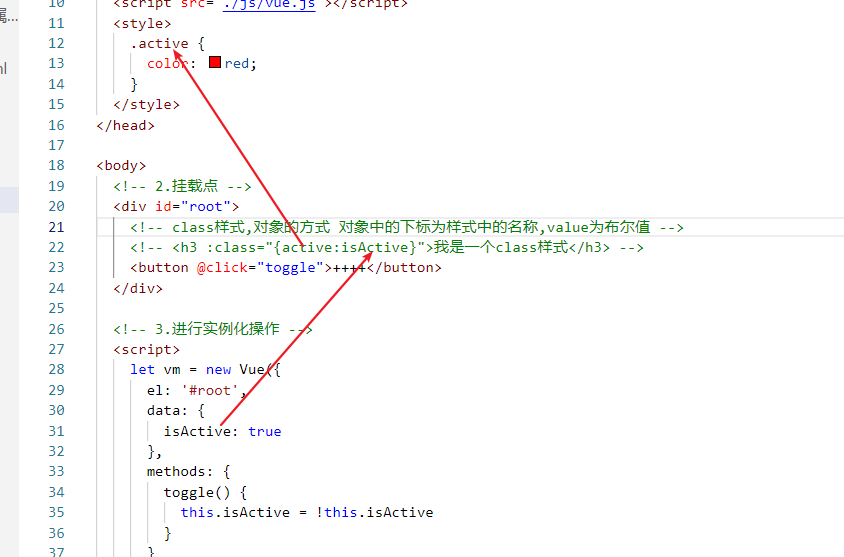 属...
nl
10 <script src="./js/vue.js"></script>
11 <style>
12 .active {
13 color: red;
14 }
15 </style>
16 </head>
17
18 <body>
19 <!-- 2.挂载点 -->
20 <div id="root">
21 <!-- class样式,对象的方式 对象中的下标为样式中的名称,value为布尔值 -->
22 <!-- <h3 :class="{active:isActive}">我是一个class样式</h3> -->
23 <button @click="toggle">++++</button>
24 </div>
25
26 <!-- 3.进行实例化操作 -->
27 <script>
28 let vm = new Vue({
29 el: '#root',
30 data: {
31 isActive: true
32 },
33 methods: {
34 toggle() {
35 this.isActive = !this.isActive
36 }
37 }